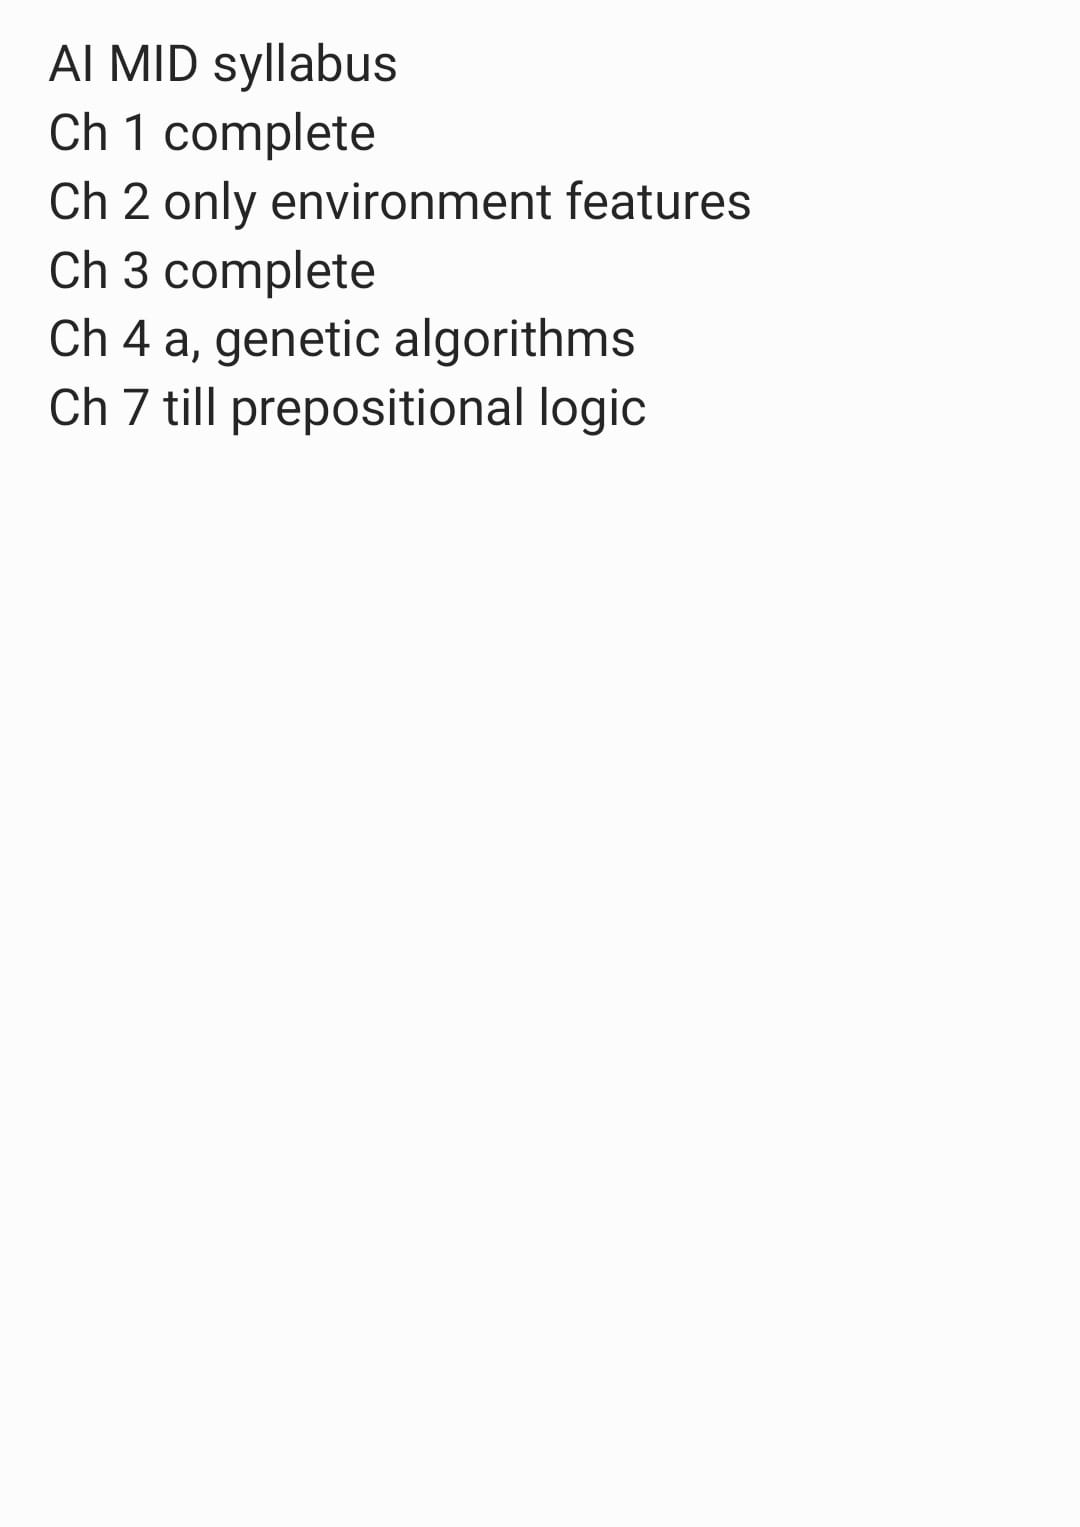 AI MID syllabus
Ch 1 complete
Ch 2 only environment features
Ch 3 complete
Ch 4 a, genetic algorithms
Ch 7 till prepositional logic